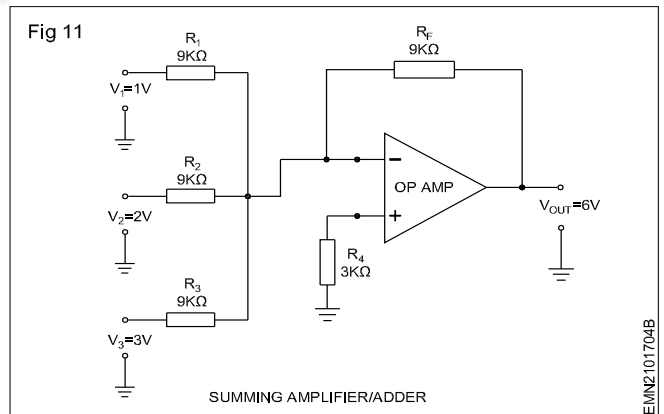 Fig 11
R1
9KΩ
V1=1V
R2
9KΩ
V2=2V
R3
9KΩ
V3=3V
RF
9KΩ
OP AMP
R4
3KΩ
VOUT=6V
SUMMING AMPLIFIER/ADDER
EMN2101704B